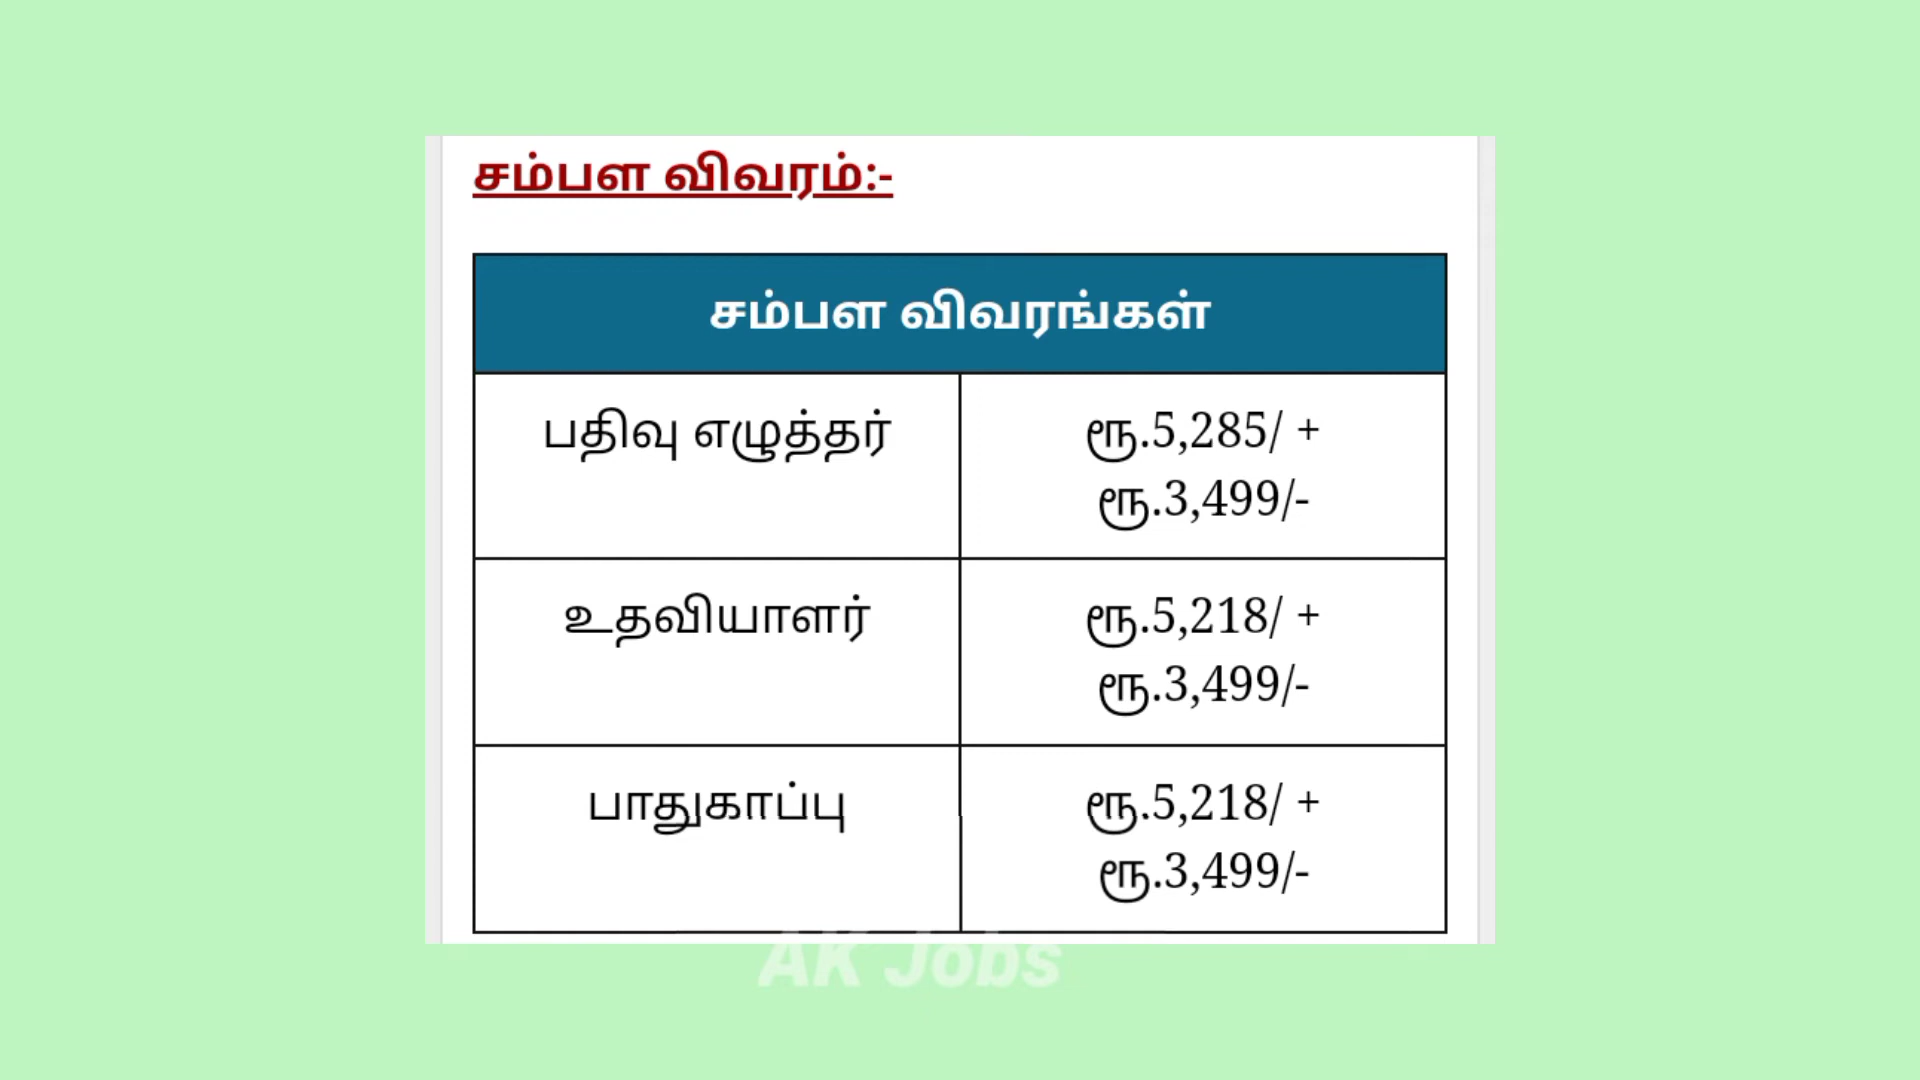 சம்பள விவரம்:-
சம்பள விவரங்கள்
பதிவு எழுத்தர்
ரூ.5,285/ +
ரூ.3,499/-
உதவியாளர்
ரூ.5,218/ +
ரூ.3,499/-
பாதுகாப்பு
ரூ.5,218/ +
ரூ.3,499/-
AK Jobs